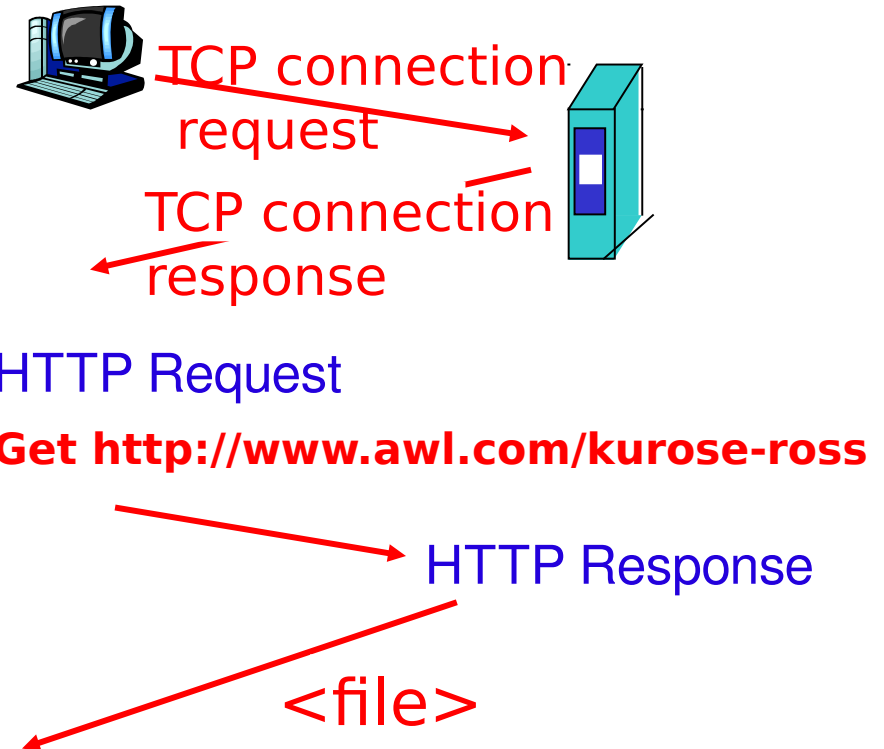 TCP connection
request
TCP connection
response
HTTP Request
Get http://www.awl.com/kurose-ross
HTTP Response
<file>